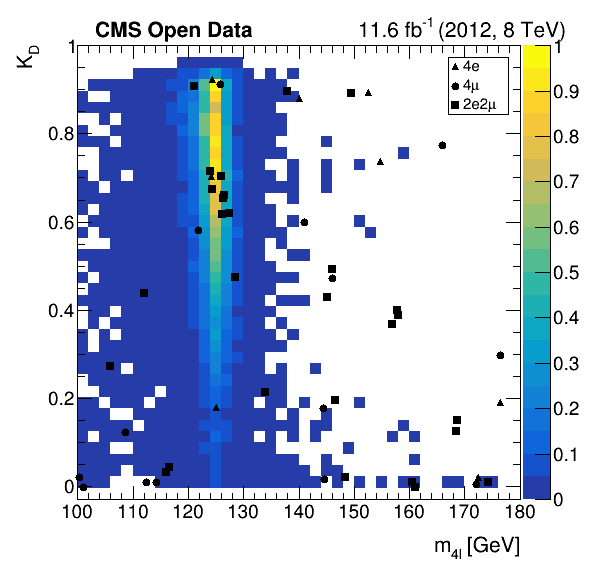 CMS Open Data
11.6 fb⁻¹ (2012, 8 TeV)
K_D
1
0.8
0.6
0.4
0.2
0
4e
4μ
2e2μ
1
0.9
0.8
0.7
0.6
0.5
0.4
0.3
0.2
0.1
0
100 110 120 130 140 150 160 170 180
m_4l [GeV]